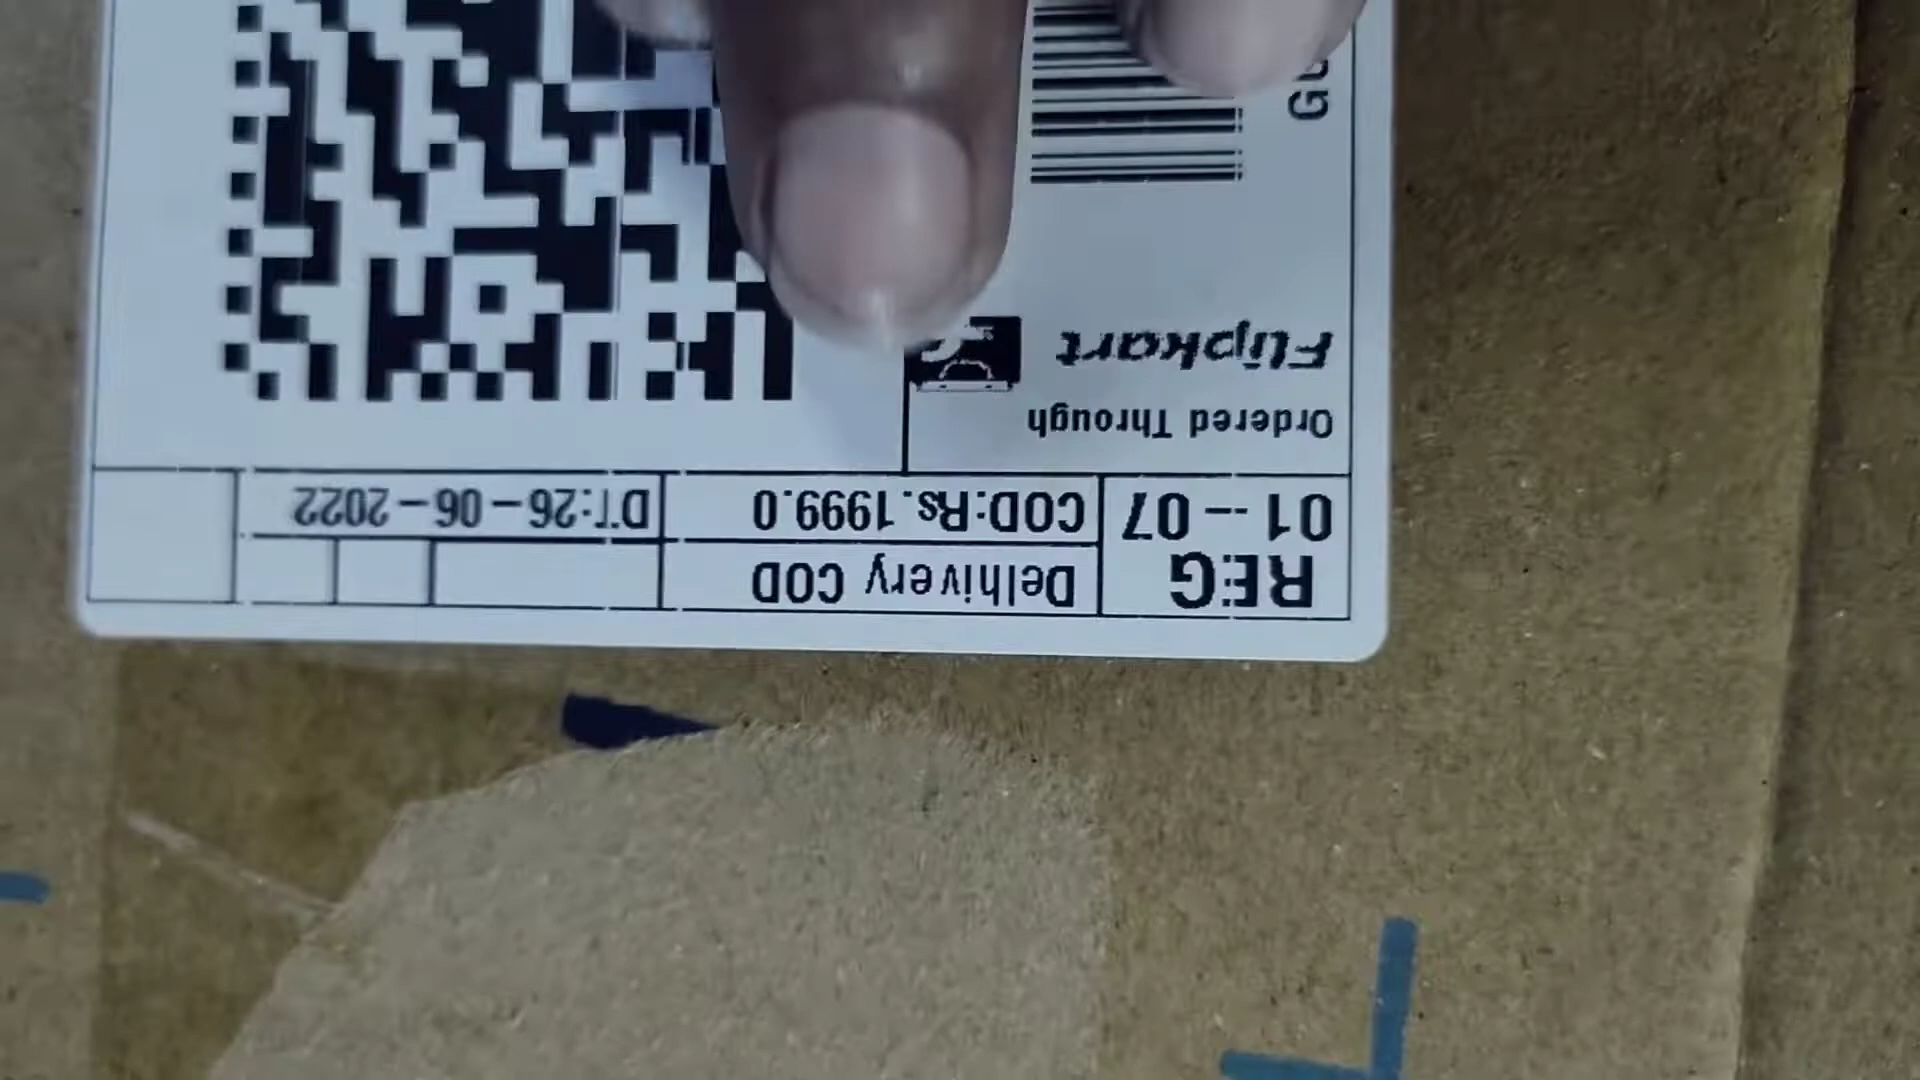 REG
Delhivery COD
01--07
COD:Rs.1999.0
DT:26-06-2022
Ordered Through
Flipkart